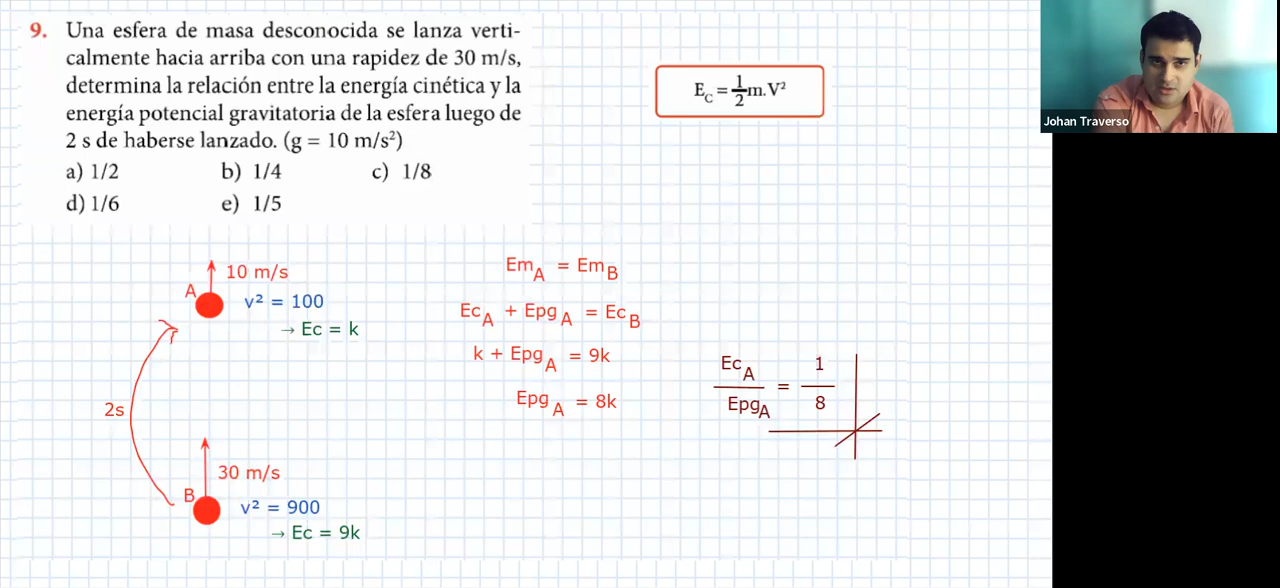 9. Una esfera de masa desconocida se lanza verti-
calmente hacia arriba con una rapidez de 30 m/s,
determina la relación entre la energía cinética y la
energía potencial gravitatoria de la esfera luego de
2 s de haberse lanzado. (g = 10 m/s²)
a) 1/2 b) 1/4 c) 1/8
d) 1/6 e) 1/5
E_C = 1/2 m.V²
Johan Traverso
10 m/s
A
v² = 100
→ Ec = k
2s
30 m/s
B
v² = 900
→ Ec = 9k
Em_A = Em_B
Ec_A + Epg_A = Ec_B
k + Epg_A = 9k
Epg_A = 8k
Ec_A / Epg_A = 1 / 8